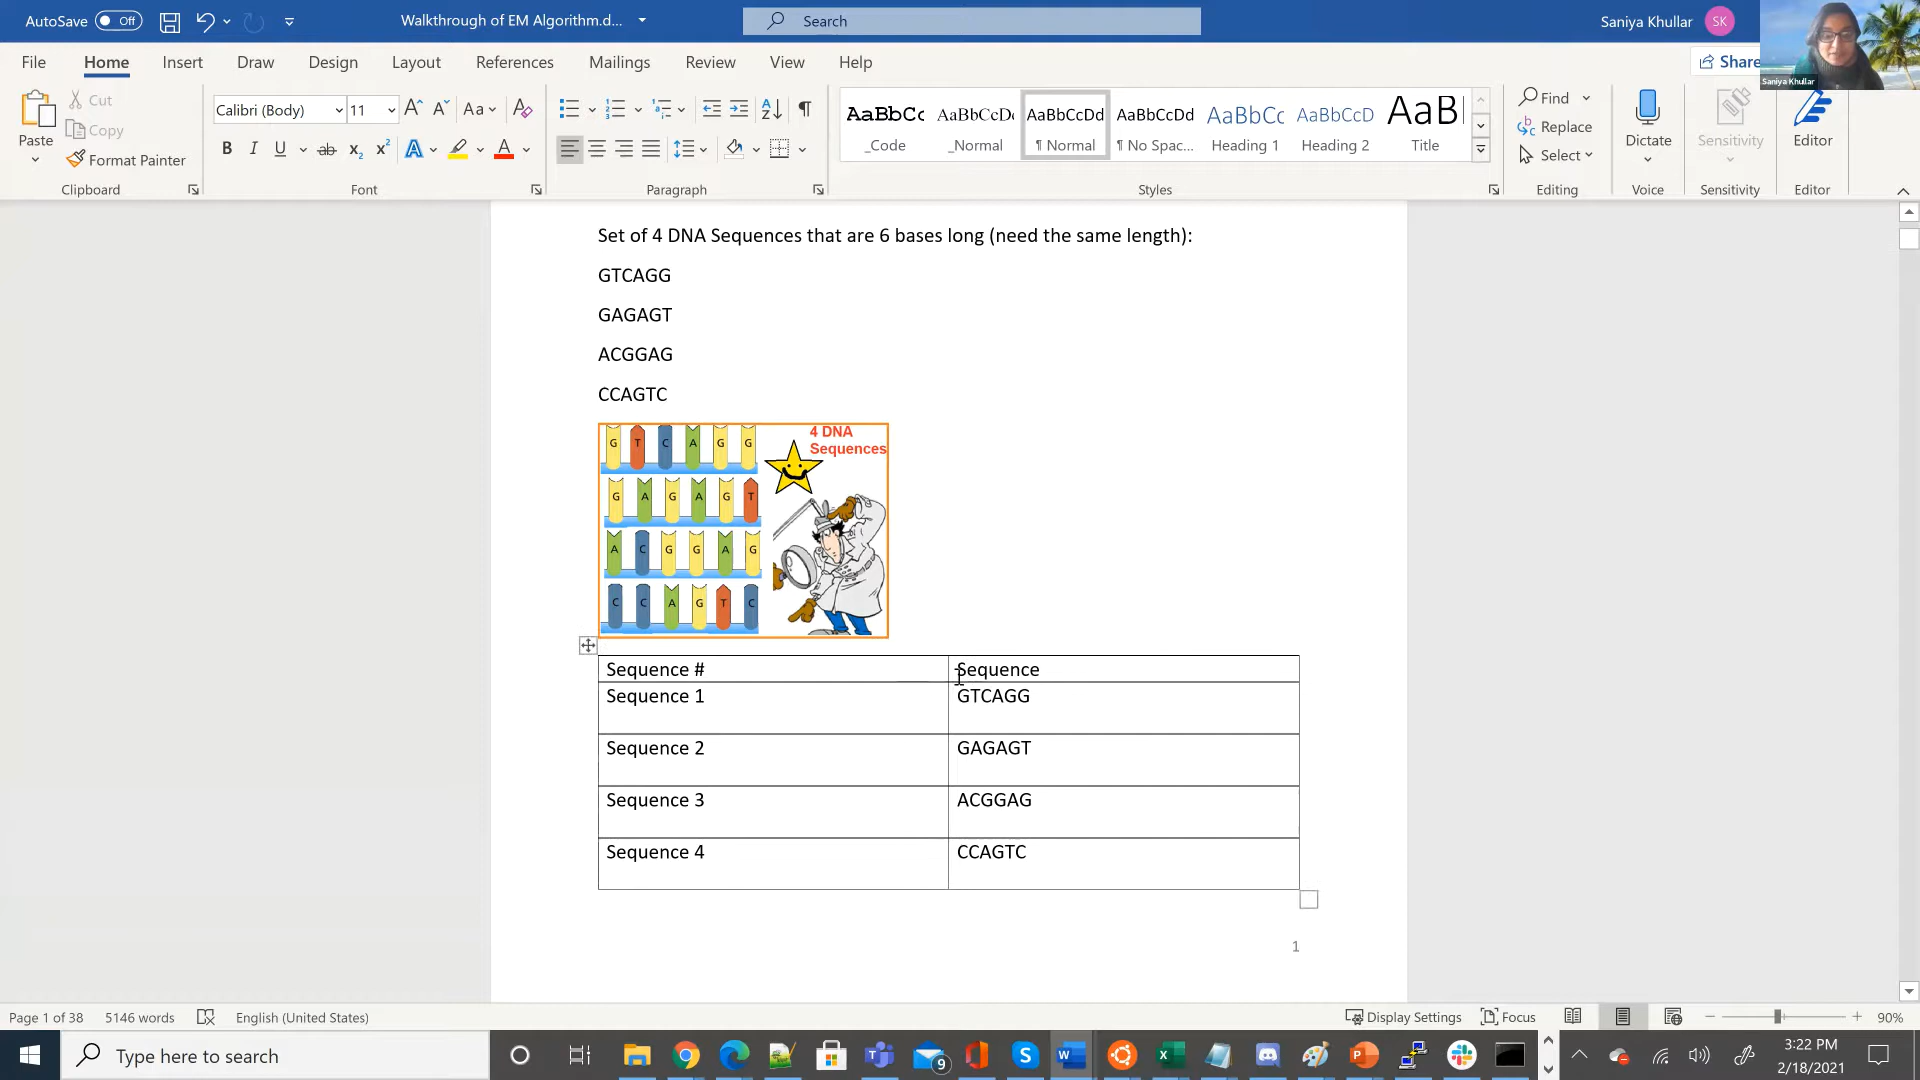 AutoSave Off
Walkthrough of EM Algorithm.d...
Search
Saniya Khullar SK
File Home Insert Draw Design Layout References Mailings Review View Help
Share
Saniya Khullar
Paste
Cut
Copy
Format Painter
Clipboard
Calibri (Body) 11
Font
Paragraph
AaBbCc
_Code
AaBbCcDc
_Normal
AaBbCcDd
¶ Normal
AaBbCcDd
¶ No Spac...
AaBbCc
Heading 1
AaBbCcD
Heading 2
AaB
Title
Styles
Find
Replace
Select
Editing
Dictate
Voice
Sensitivity
Sensitivity
Editor
Editor
Set of 4 DNA Sequences that are 6 bases long (need the same length):
GTCAGG
GAGAGT
ACGGAG
CCAGTC
4 DNA
Sequences
G T C A G G
G A G A G T
A C G G A G
C C A G T C
Sequence # Sequence
Sequence 1 GTCAGG
Sequence 2 GAGAGT
Sequence 3 ACGGAG
Sequence 4 CCAGTC
1
Page 1 of 38 5146 words English (United States) Display Settings Focus 90%
Type here to search
9
3:22 PM
2/18/2021